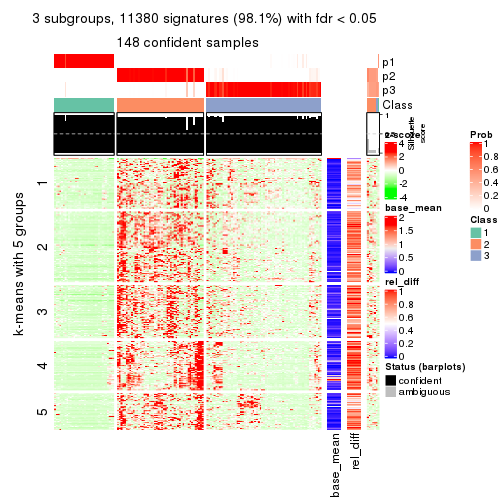 3 subgroups, 11380 signatures (98.1%) with fdr < 0.05
148 confident samples
p1
p2
p3
Class
1
0
Silhouette
score
z-score
4
2
0
-2
-4
base_mean
2
1.5
1
0.5
0
rel_diff
1
0.8
0.6
0.4
0.2
0
Status (barplots)
confident
ambiguous
Prob
1
0.8
0.6
0.4
0.2
0
Class
1
2
3
k-means with 5 groups
1
2
3
4
5
base_mean
rel_diff